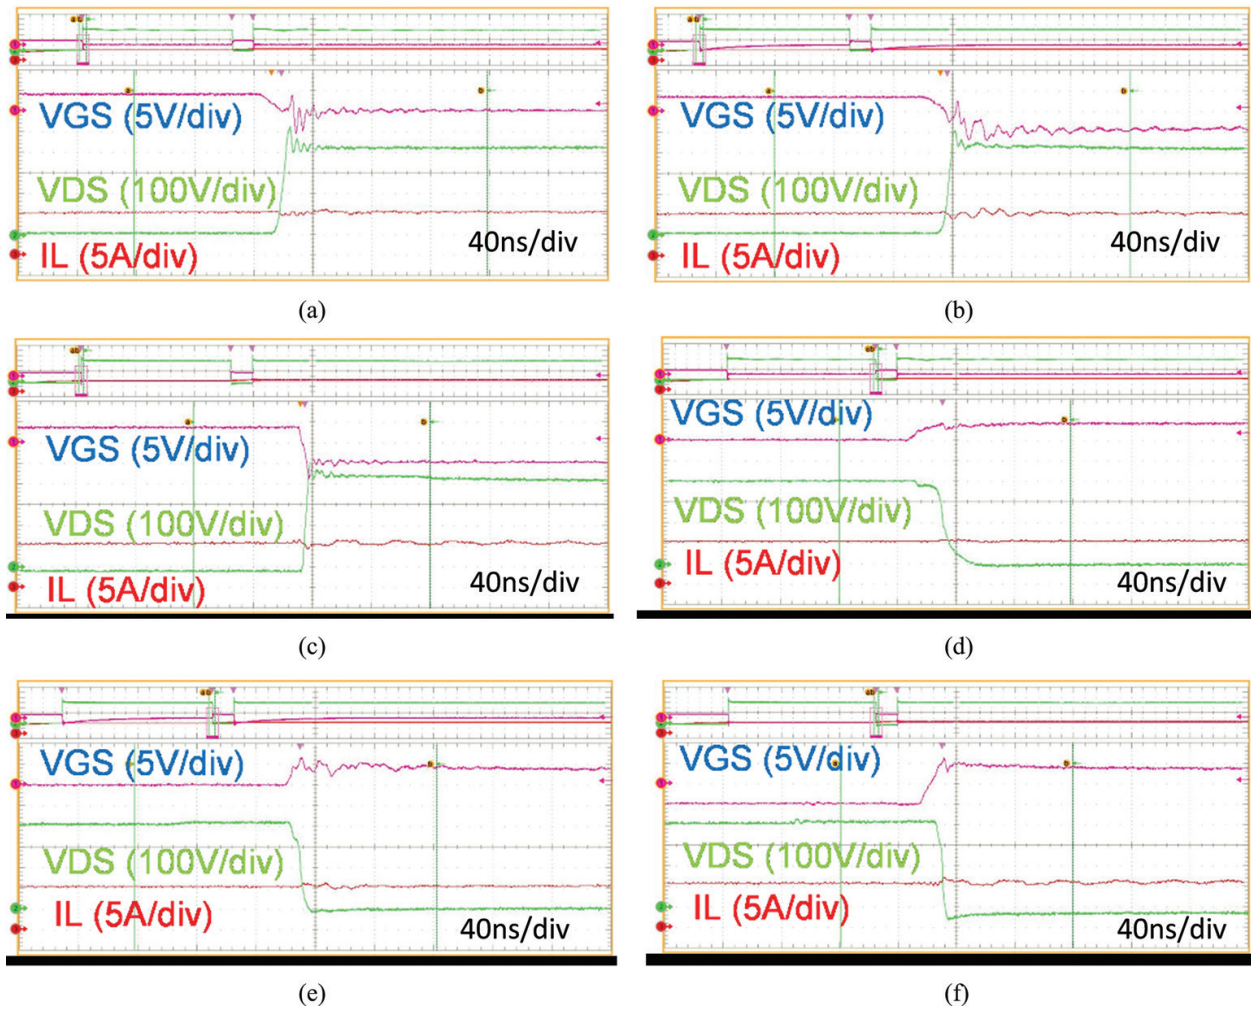 VGS (5V/div)
VDS (100V/div)
IL (5A/div)
40ns/div
(a)
VGS (5V/div)
VDS (100V/div)
IL (5A/div)
40ns/div
(b)
VGS (5V/div)
VDS (100V/div)
IL (5A/div)
40ns/div
(c)
VGS (5V/div)
VDS (100V/div)
IL (5A/div)
40ns/div
(d)
VGS (5V/div)
VDS (100V/div)
IL (5A/div)
40ns/div
(e)
VGS (5V/div)
VDS (100V/div)
IL (5A/div)
40ns/div
(f)